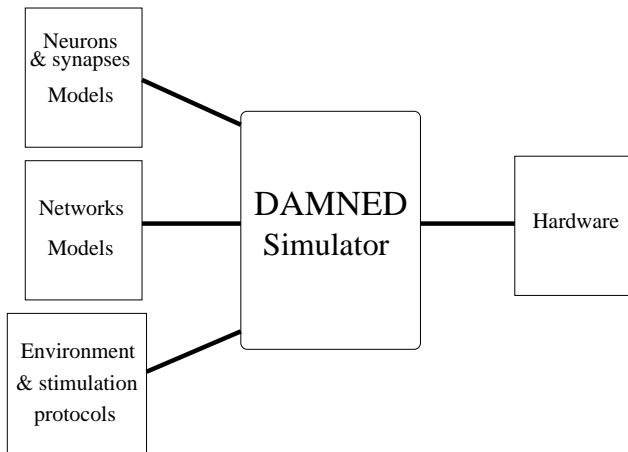 Neurons
& synapses
Models
Networks
Models
Environment
& stimulation
protocols
DAMNED
Simulator
Hardware